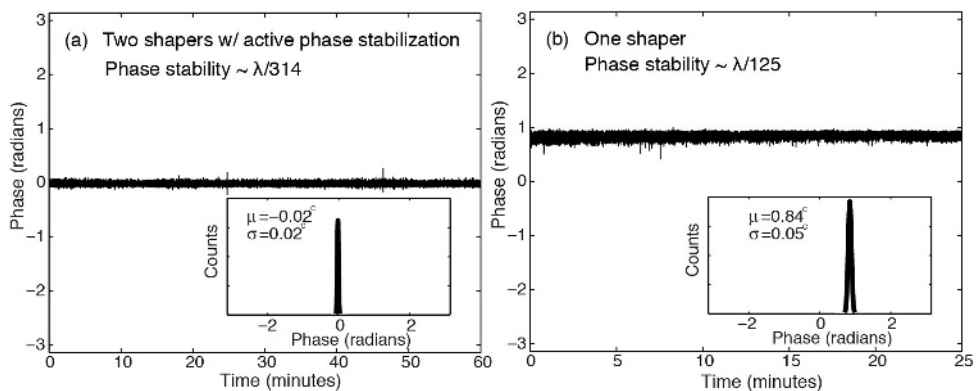 (a) Two shapers w/ active phase stabilization
Phase stability ~ λ/314
Phase (radians)
3
2
1
0
−1
−2
−3
0 10 20 30 40 50 60
Time (minutes)
μ=−0.02ᶜ
σ=0.02ᶜ
Counts
−2 0 2
Phase (radians)
(b) One shaper
Phase stability ~ λ/125
Phase (radians)
3
2
1
0
−1
−2
−3
0 5 10 15 20 25
Time (minutes)
μ=0.84ᶜ
σ=0.05ᶜ
Counts
−2 0 2
Phase (radians)